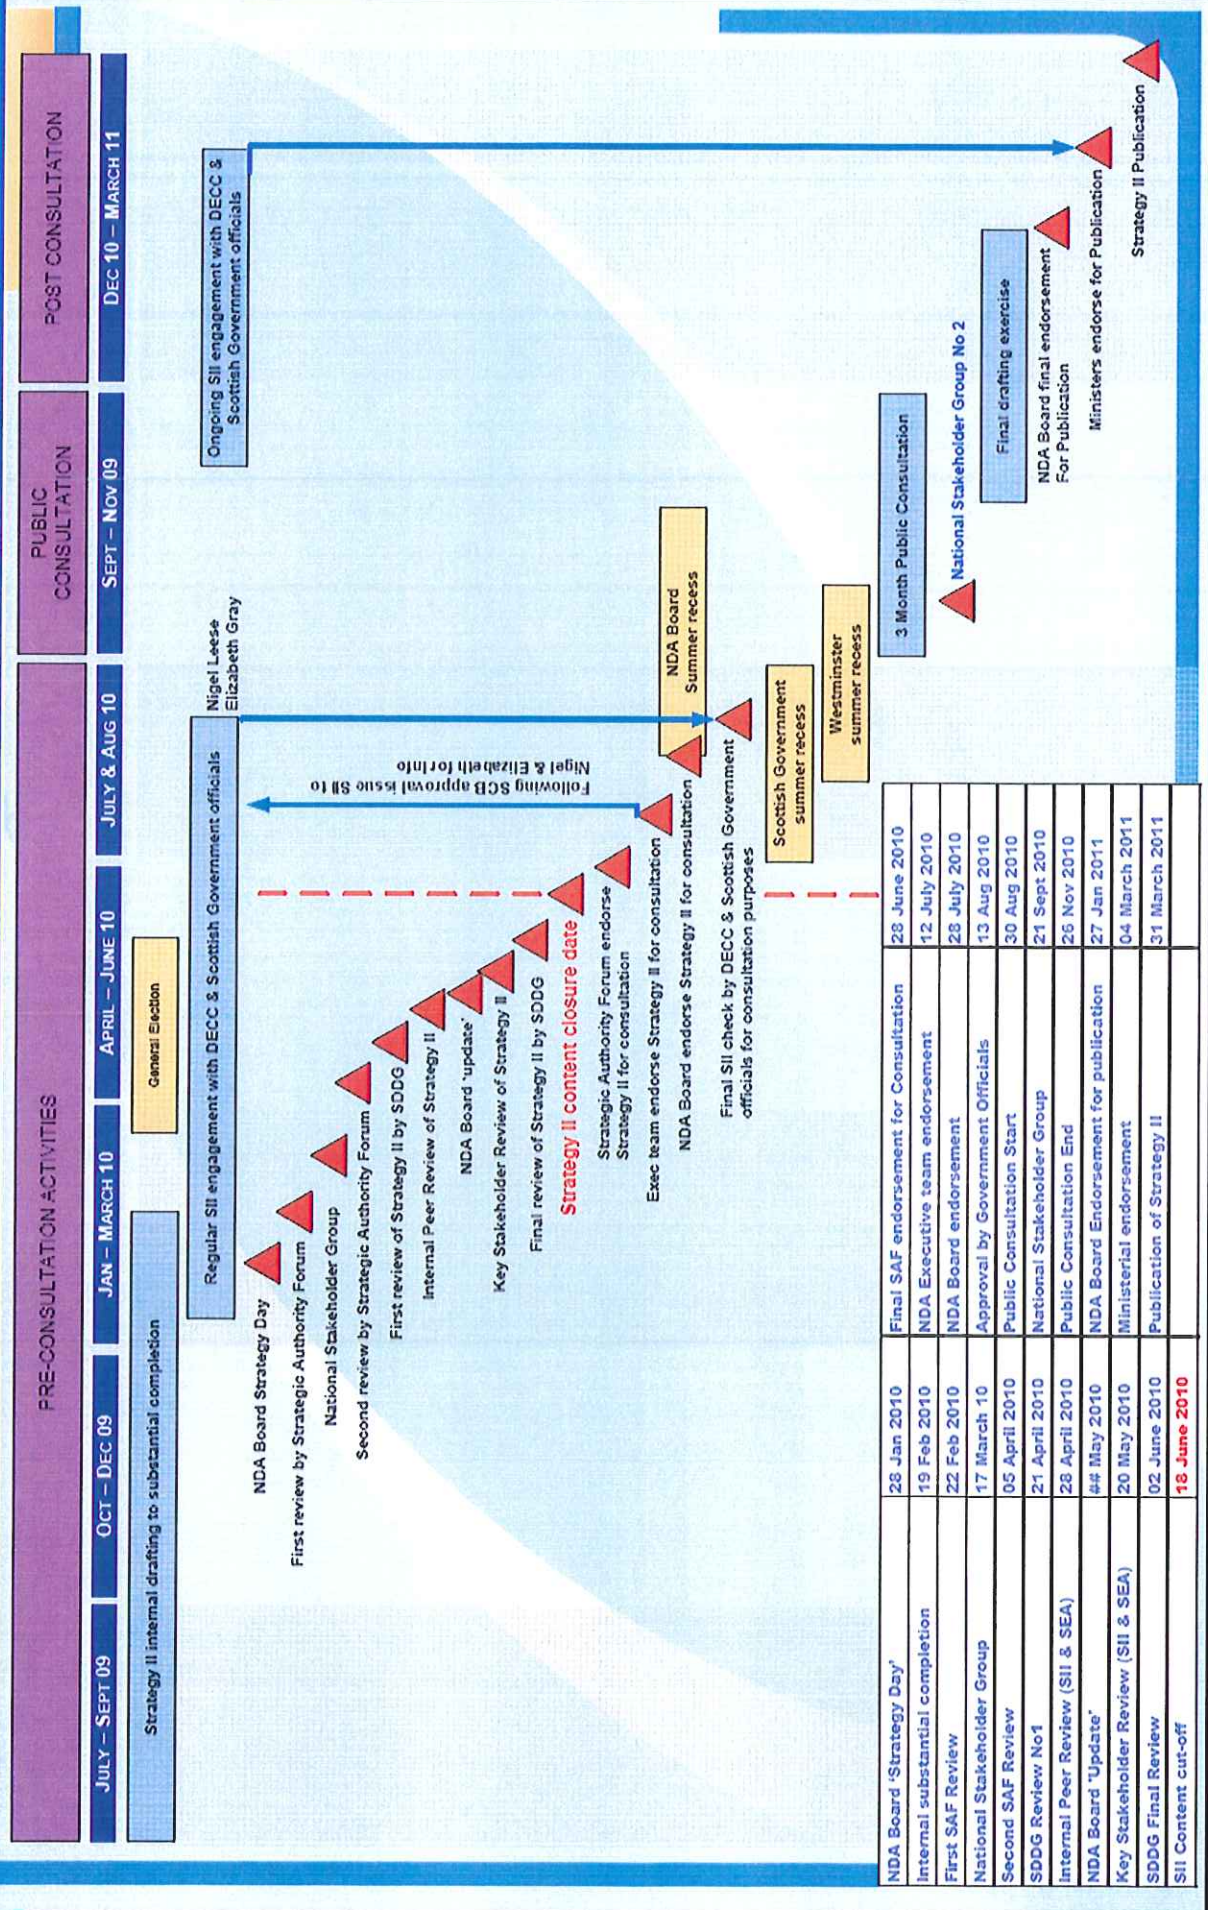 PRE-CONSULTATION ACTIVITIES
PUBLIC
CONSULTATION
POST CONSULTATION
JULY – SEPT 09
OCT – DEC 09
JAN – MARCH 10
APRIL – JUNE 10
JULY & AUG 10
SEPT – NOV 09
DEC 10 – MARCH 11
Strategy II internal drafting to substantial completion
General Election
Regular SII engagement with DECC & Scottish Government officials
Nigel Leese
Elizabeth Gray
Ongoing SII engagement with DECC &
Scottish Government officials
NDA Board Strategy Day
First review by Strategic Authority Forum
National Stakeholder Group
Second review by Strategic Authority Forum
First review of Strategy II by SDDG
Internal Peer Review of Strategy II
NDA Board 'update'
Key Stakeholder Review of Strategy II
Final review of Strategy II by SDDG
Strategy II content closure date
Following SCB approval issue SII to
Nigel & Elizabeth for Info
Strategic Authority Forum endorse
Strategy II for consultation
Exec team endorse Strategy II for consultation
NDA Board endorse Strategy II for consultation
NDA Board
Summer recess
Final SII check by DECC & Scottish Government
officials for consultation purposes
Scottish Government
summer recess
Westminster
summer recess
3 Month Public Consultation
National Stakeholder Group No 2
Final drafting exercise
NDA Board final endorsement
For Publication
Ministers endorse for Publication
Strategy II Publication
NDA Board 'Strategy Day' 28 Jan 2010 Final SAF endorsement for Consultation 28 June 2010
Internal substantial completion 19 Feb 2010 NDA Executive team endorsement 12 July 2010
First SAF Review 22 Feb 2010 NDA Board endorsement 28 July 2010
National Stakeholder Group 17 March 10 Approval by Government Officials 13 Aug 2010
Second SAF Review 05 April 2010 Public Consultation Start 30 Aug 2010
SDDG Review No1 21 April 2010 National Stakeholder Group 21 Sept 2010
Internal Peer Review (SII & SEA) 28 April 2010 Public Consultation End 26 Nov 2010
NDA Board 'Update' ## May 2010 NDA Board Endorsement for publication 27 Jan 2011
Key Stakeholder Review (SII & SEA) 20 May 2010 Ministerial endorsement 04 March 2011
SDDG Final Review 02 June 2010 Publication of Strategy II 31 March 2011
SII Content cut-off 18 June 2010